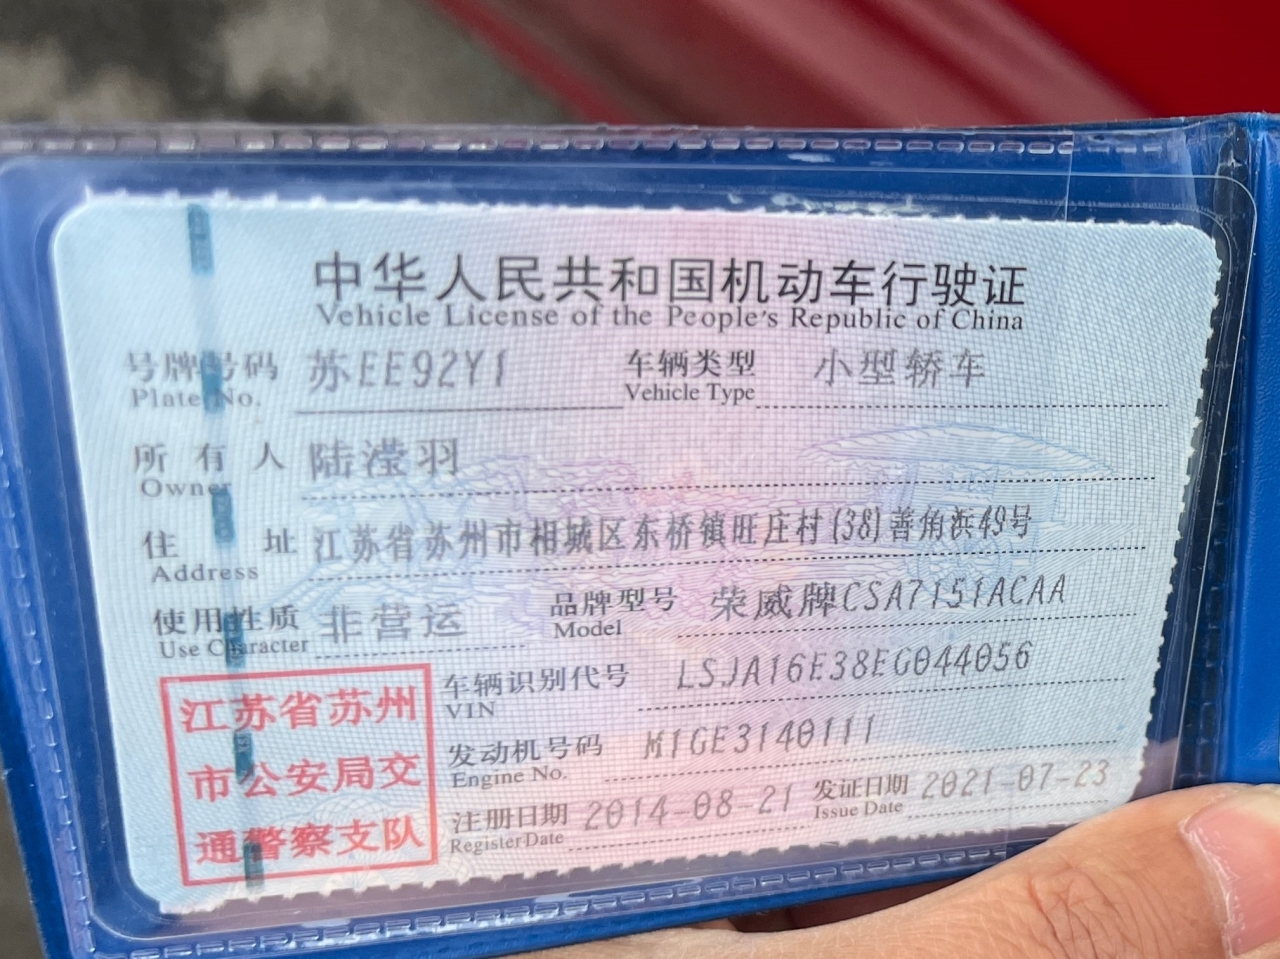 中华人民共和国机动车行驶证
Vehicle License of the People's Republic of China
号牌号码 苏EE92Y1 车辆类型 小型轿车
Plate No. Vehicle Type
所有人 陆滢羽
Owner
住址 江苏省苏州市相城区东桥镇旺庄村(38)善角浜49号
Address
使用性质 非营运 品牌型号 荣威牌CSA7151ACAA
Use Character Model
车辆识别代号 LSJA16E38EG044056
VIN
发动机号码 M1GE3140111
Engine No.
注册日期 2014-08-21 发证日期 2021-07-23
Register Date Issue Date
江苏省苏州
市公安局交
通警察支队